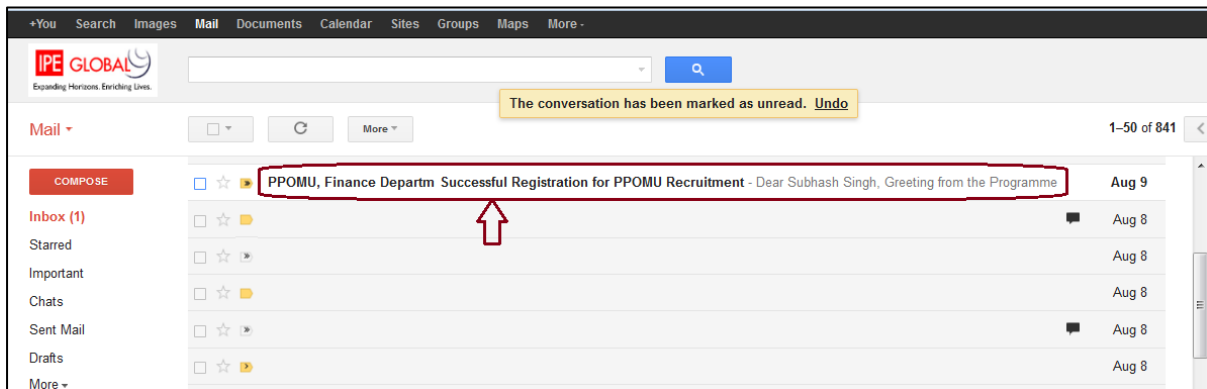 +You Search Images Mail Documents Calendar Sites Groups Maps More -
IPE GLOBAL
Expanding Horizons. Enriching Lives.
The conversation has been marked as unread. Undo
Mail
More
1–50 of 841
COMPOSE
PPOMU, Finance Departm Successful Registration for PPOMU Recruitment - Dear Subhash Singh, Greeting from the Programme
Aug 9
Inbox (1)
Aug 8
Starred
Aug 8
Important
Aug 8
Chats
Sent Mail
Aug 8
Drafts
Aug 8
More